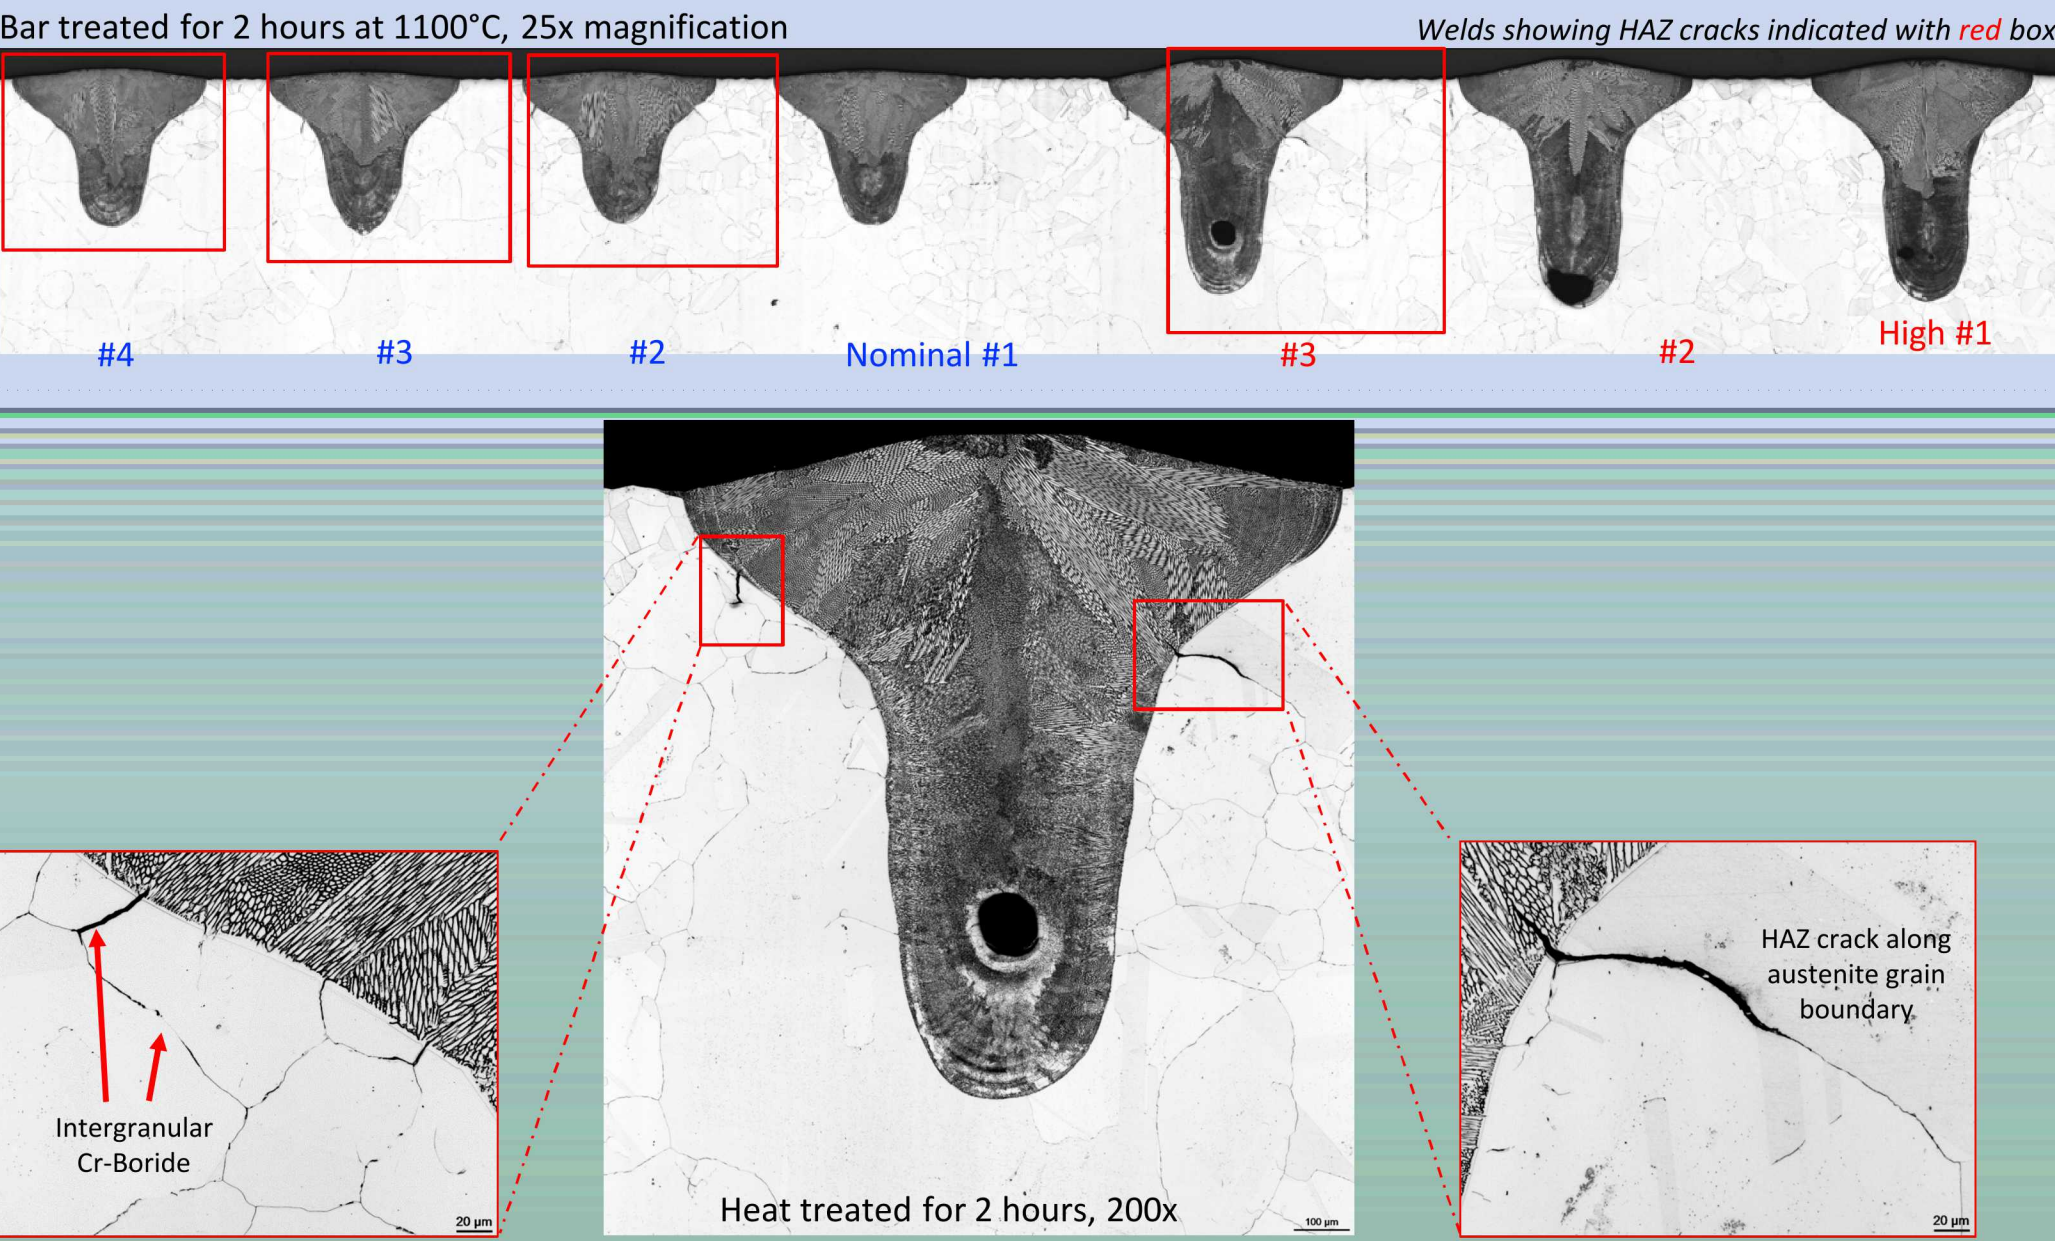 Bar treated for 2 hours at 1100°C, 25x magnification
Welds showing HAZ cracks indicated with red box
#4
#3
#2
Nominal #1
#3
#2
High #1
Intergranular
Cr-Boride
20 µm
Heat treated for 2 hours, 200x
100 µm
HAZ crack along
austenite grain
boundary
20 µm